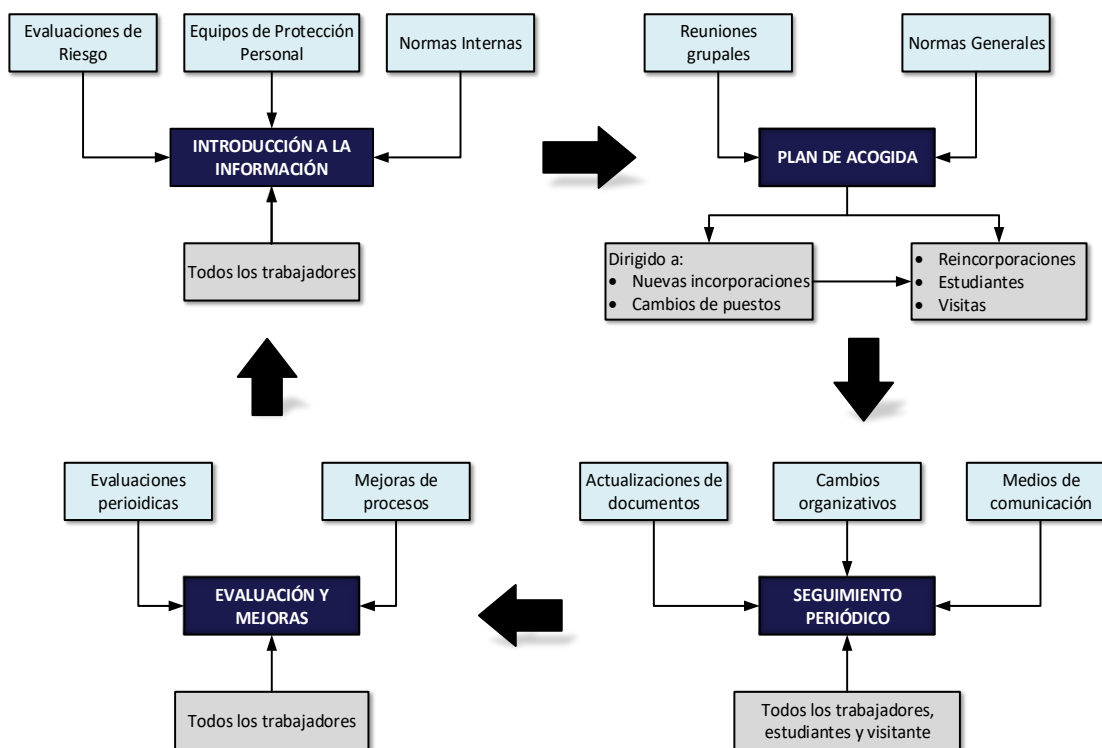 Evaluaciones de
Riesgo
Equipos de Protección
Personal
Normas Internas
INTRODUCCIÓN A LA
INFORMACIÓN
Todos los trabajadores
Reuniones
grupales
Normas Generales
PLAN DE ACOGIDA
Dirigido a:
• Nuevas incorporaciones
• Cambios de puestos
• Reincorporaciones
• Estudiantes
• Visitas
Evaluaciones
perioidicas
Mejoras de
procesos
EVALUACIÓN Y
MEJORAS
Todos los trabajadores
Actualizaciones de
documentos
Cambios
organizativos
Medios de
comunicación
SEGUIMIENTO
PERIÓDICO
Todos los trabajadores,
estudiantes y visitante